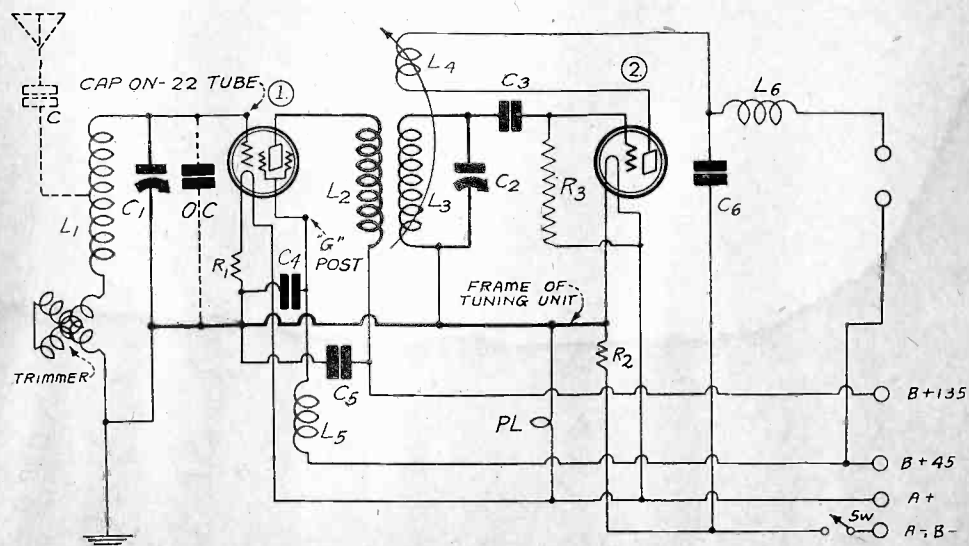 CAP ON-22 TUBE
1.
2.
C
L1
C1
O.C
L2
L3
L4
C3
C2
R3
C6
L6
R1
C4
"G"
POST
FRAME OF
TUNING UNIT
TRIMMER
C5
L5
PL
R2
B+135
B+45
A+
SW
A-, B-